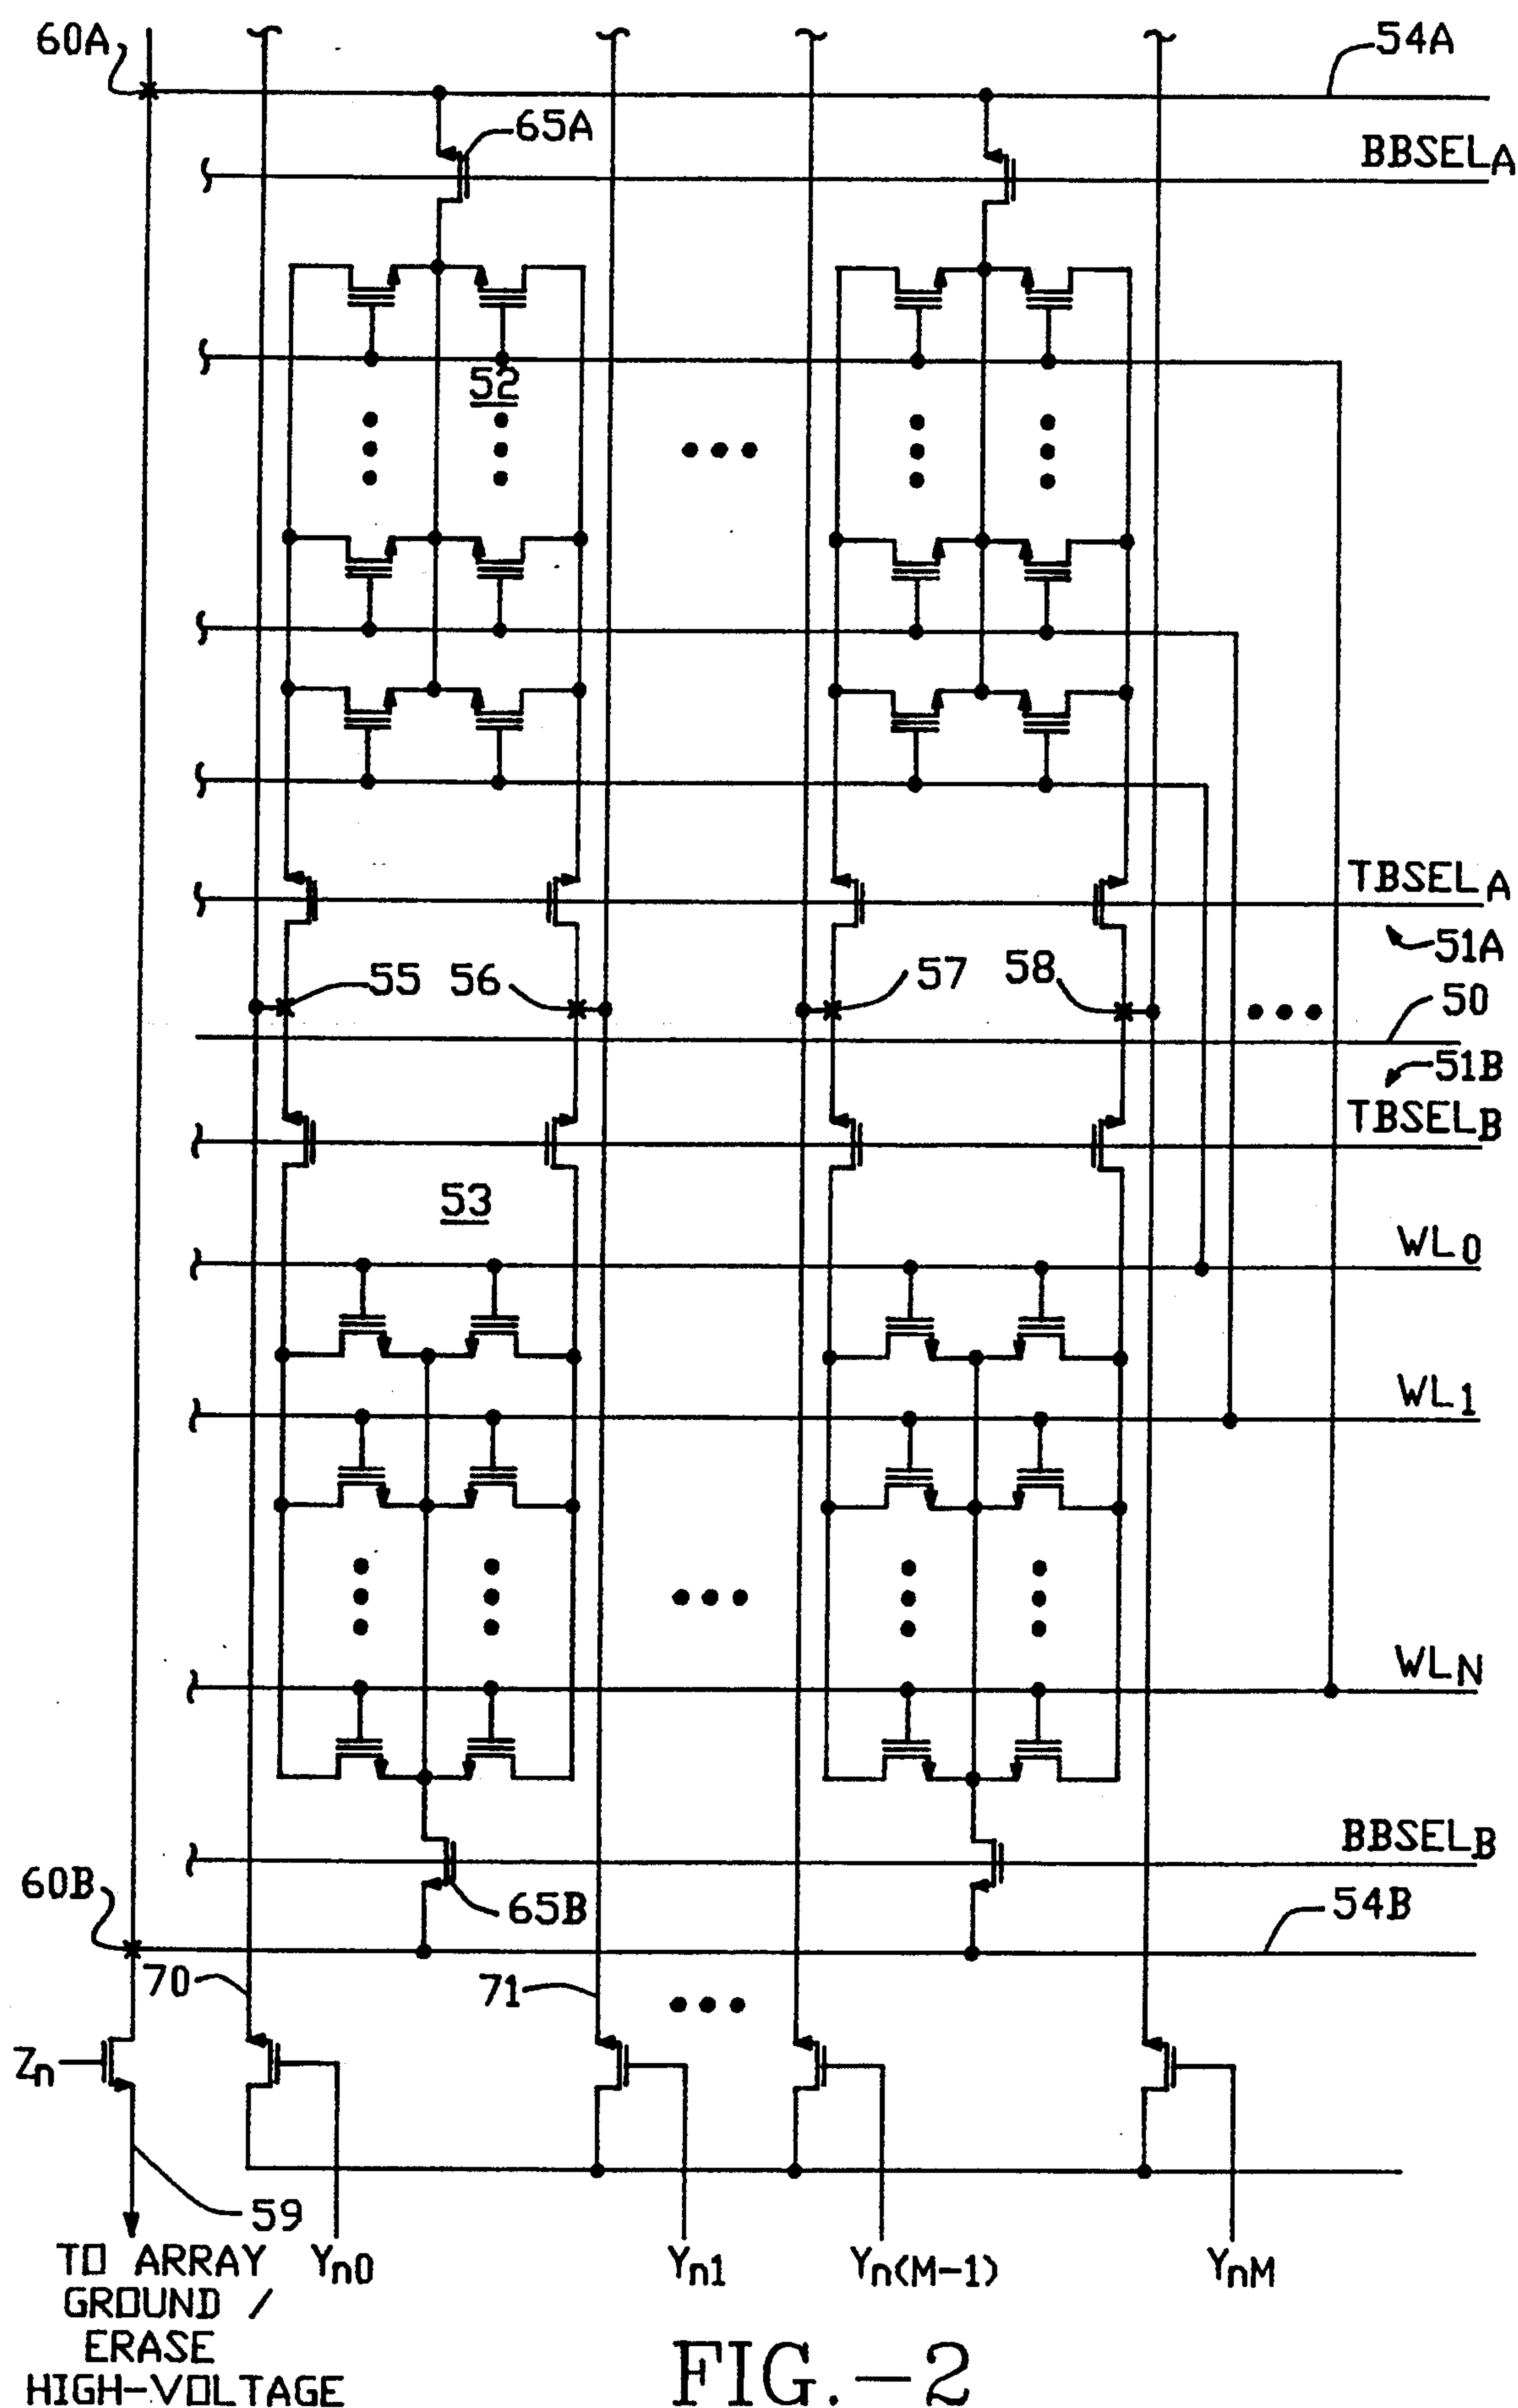 60A
54A
65A
BBSELA
52
TBSELA
51A
55
56
57
58
50
51B
TBSELB
53
WL0
WL1
WLN
BBSELB
60B
65B
54B
70
71
Zn
59
TO ARRAY
GROUND /
ERASE
HIGH-VOLTAGE
Yn0
Yn1
Yn(M-1)
YnM
FIG.-2